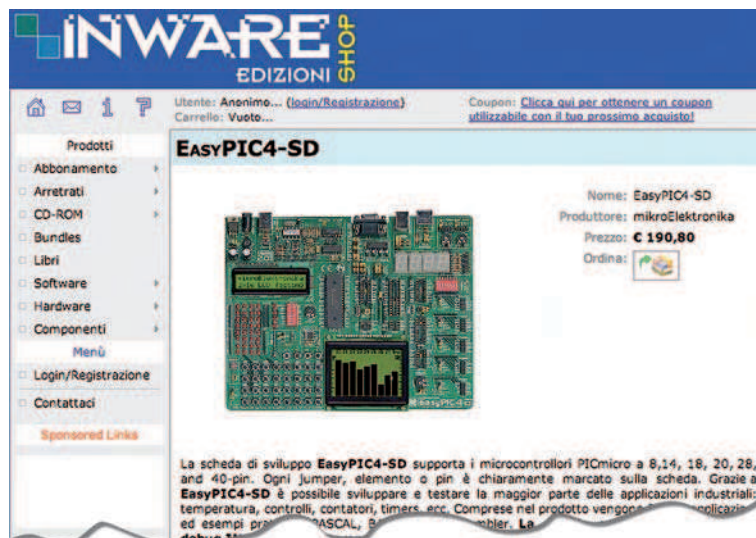 INWARE
EDIZIONI
SHOP
Utente: Anonimo... (login/Registrazione)
Carrello: Vuoto...
Coupon: Clicca qui per ottenere un coupon
utilizzabile con il tuo prossimo acquisto!
Prodotti
Abbonamento
Arretrati
CD-ROM
Bundles
Libri
Software
Hardware
Componenti
Menù
Login/Registrazione
Contattaci
Sponsored Links
EASYPIC4-SD
Nome: EasyPIC4-SD
Produttore: mikroElektronika
Prezzo: € 190,80
Ordina:
La scheda di sviluppo EasyPIC4-SD supporta i microcontrollori PICmicro a 8,14, 18, 20, 28,
and 40-pin. Ogni jumper, elemento o pin è chiaramente marcato sulla scheda. Grazie a
EasyPIC4-SD è possibile sviluppare e testare la maggior parte delle applicazioni industriali:
temperatura, controlli, contatori, timers, ecc. Comprese nel prodotto vengono applicazio
ed esempi PASCAL, mbler. La